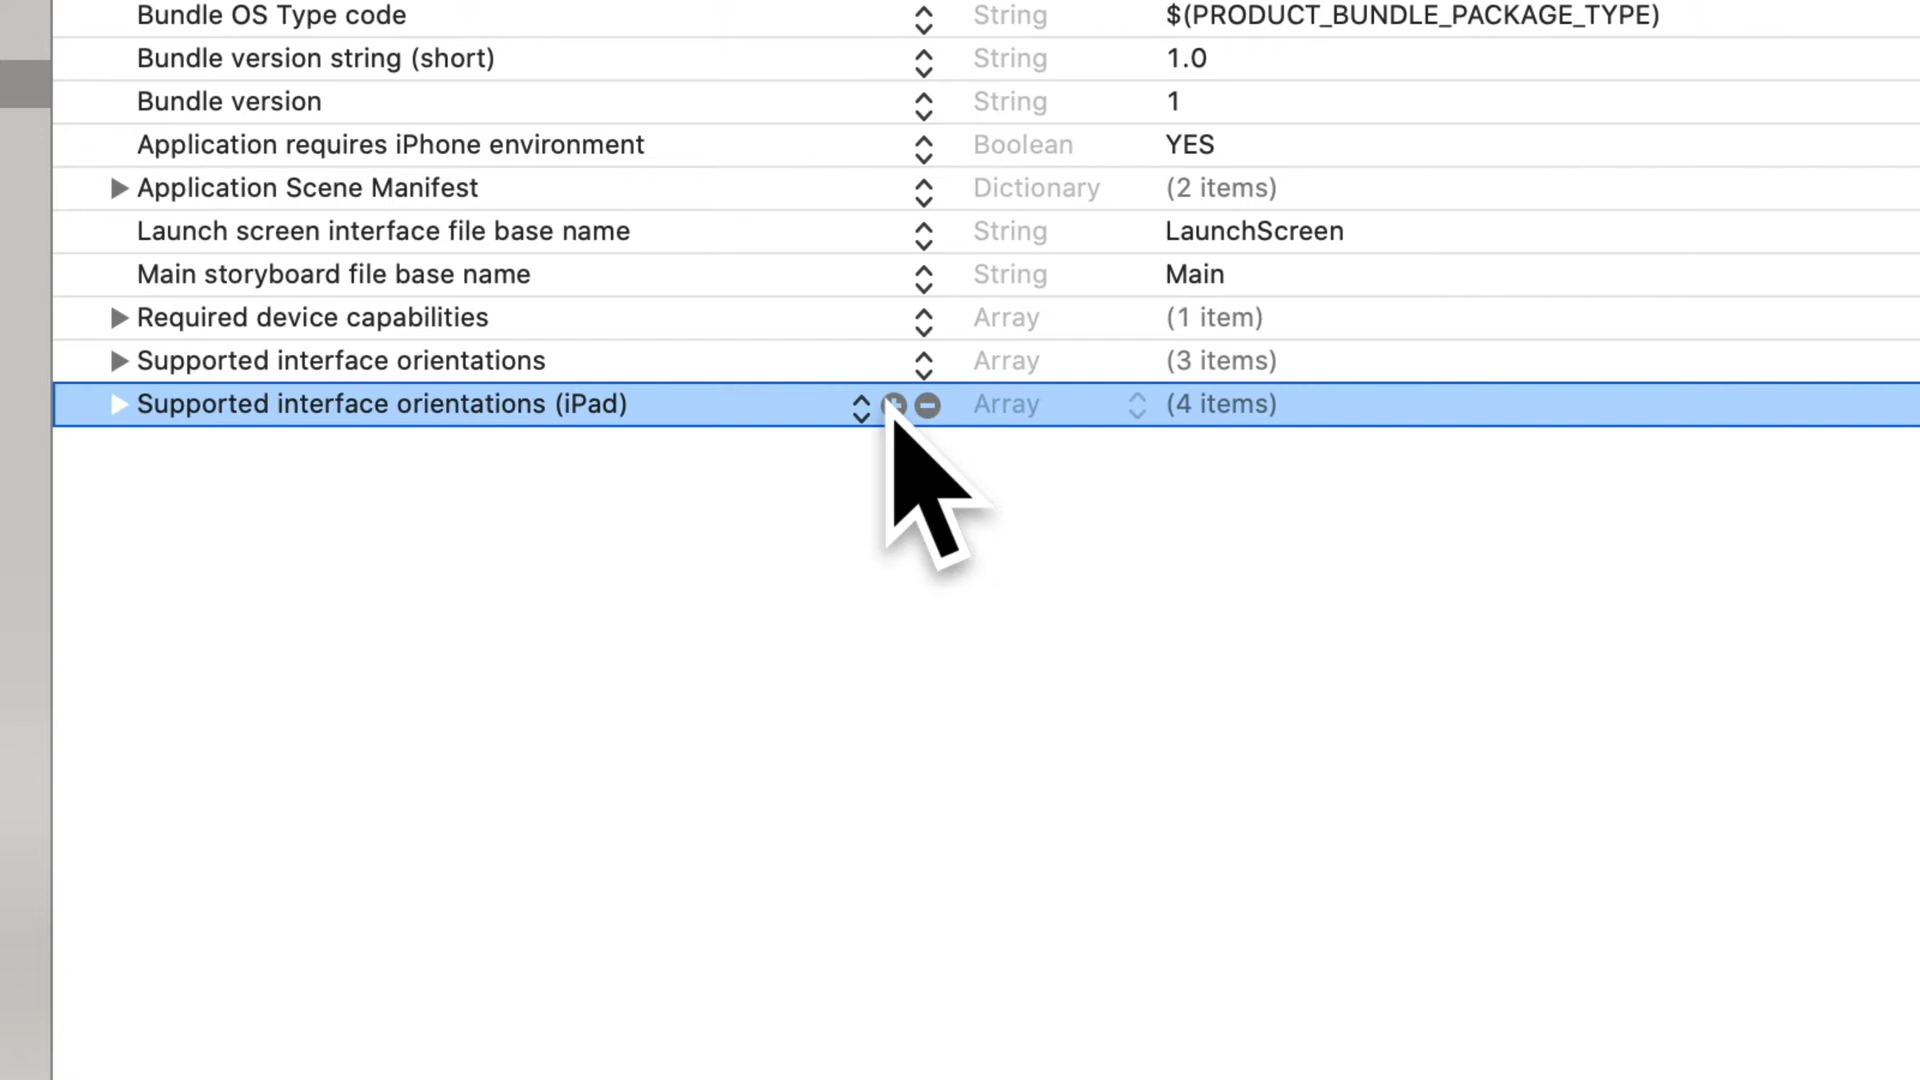 Bundle OS Type code String $(PRODUCT_BUNDLE_PACKAGE_TYPE)
Bundle version string (short) String 1.0
Bundle version String 1
Application requires iPhone environment Boolean YES
Application Scene Manifest Dictionary (2 items)
Launch screen interface file base name String LaunchScreen
Main storyboard file base name String Main
Required device capabilities Array (1 item)
Supported interface orientations Array (3 items)
Supported interface orientations (iPad) Array (4 items)